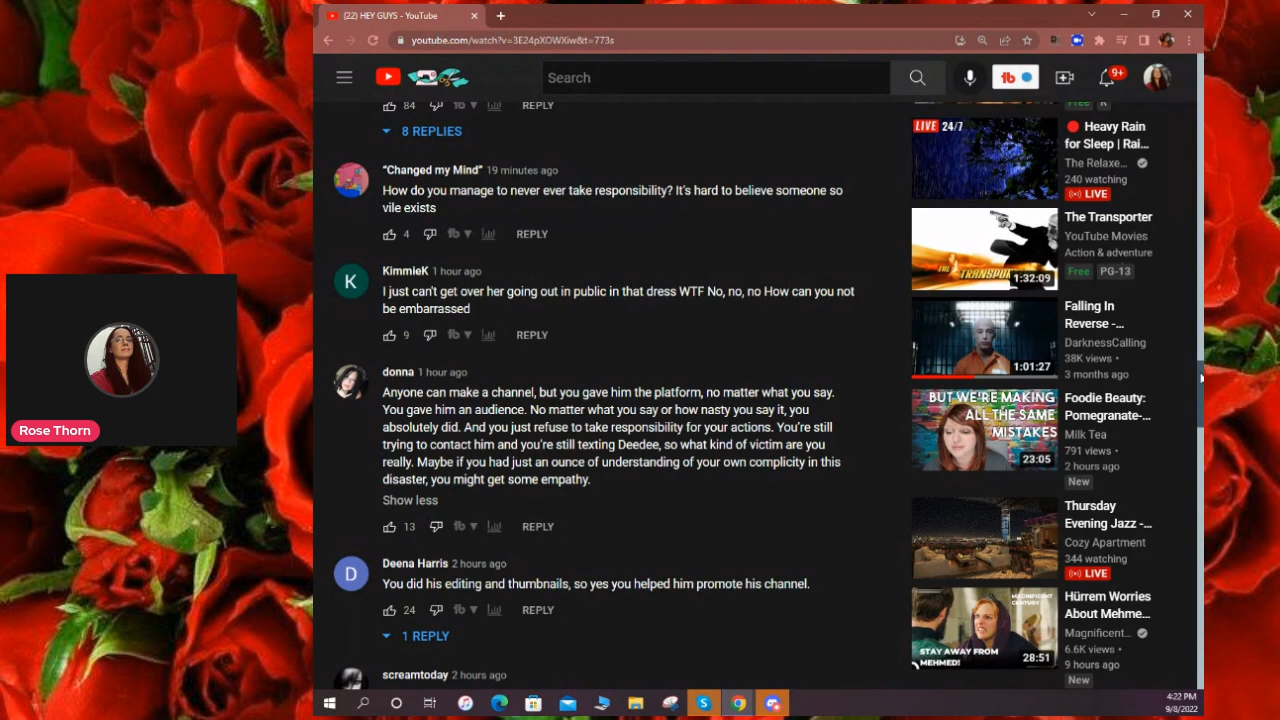 (22) HEY GUYS - YouTube
youtube.com/watch?v=3E24pXOWXiw&t=773s
Search
9+
84
REPLY
8 REPLIES
“Changed my Mind” 19 minutes ago
How do you manage to never ever take responsibility? It’s hard to believe someone so
vile exists
4
REPLY
K
KimmieK 1 hour ago
I just can't get over her going out in public in that dress WTF No, no, no How can you not
be embarrassed
9
REPLY
donna 1 hour ago
Anyone can make a channel, but you gave him the platform, no matter what you say.
You gave him an audience. No matter what you say or how nasty you say it, you
absolutely did. And you just refuse to take responsibility for your actions. You’re still
trying to contact him and you’re still texting Deedee, so what kind of victim are you
really. Maybe if you had just an ounce of understanding of your own complicity in this
disaster, you might get some empathy.
Show less
13
REPLY
D
Deena Harris 2 hours ago
You did his editing and thumbnails, so yes you helped him promote his channel.
24
REPLY
1 REPLY
screamtoday 2 hours ago
Rose Thorn
Free
R
LIVE 24/7
Heavy Rain
for Sleep | Rai...
The Relaxe...
240 watching
LIVE
1:32:09
The Transporter
YouTube Movies
Action & adventure
Free
PG-13
1:01:27
Falling In
Reverse -...
DarknessCalling
38K views •
3 months ago
BUT WE'RE MAKING
ALL THE SAME
MISTAKES
23:05
Foodie Beauty:
Pomegranate-...
Milk Tea
791 views •
2 hours ago
New
Thursday
Evening Jazz -...
Cozy Apartment
344 watching
LIVE
MAGNIFICENT
CENTURY
STAY AWAY FROM
MEHMED!
28:51
Hürrem Worries
About Mehme...
Magnificent...
6.6K views •
9 hours ago
New
4:22 PM
9/8/2022